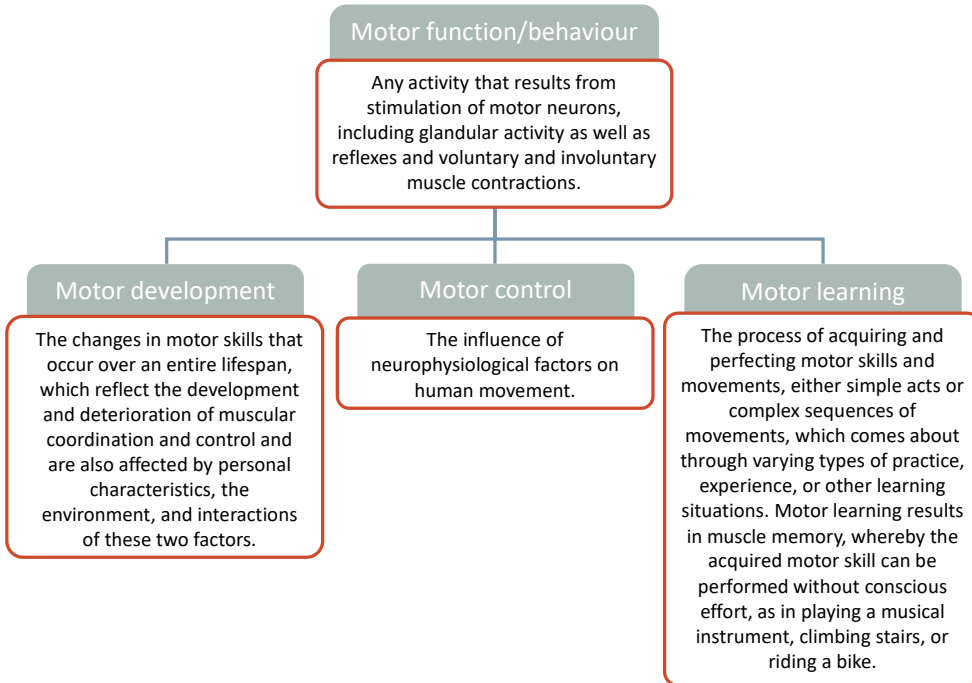 Motor function/behaviour
Any activity that results from
stimulation of motor neurons,
including glandular activity as well as
reflexes and voluntary and involuntary
muscle contractions.
Motor development
The changes in motor skills that
occur over an entire lifespan,
which reflect the development
and deterioration of muscular
coordination and control and
are also affected by personal
characteristics, the
environment, and interactions
of these two factors.
Motor control
The influence of
neurophysiological factors on
human movement.
Motor learning
The process of acquiring and
perfecting motor skills and
movements, either simple acts or
complex sequences of
movements, which comes about
through varying types of practice,
experience, or other learning
situations. Motor learning results
in muscle memory, whereby the
acquired motor skill can be
performed without conscious
effort, as in playing a musical
instrument, climbing stairs, or
riding a bike.